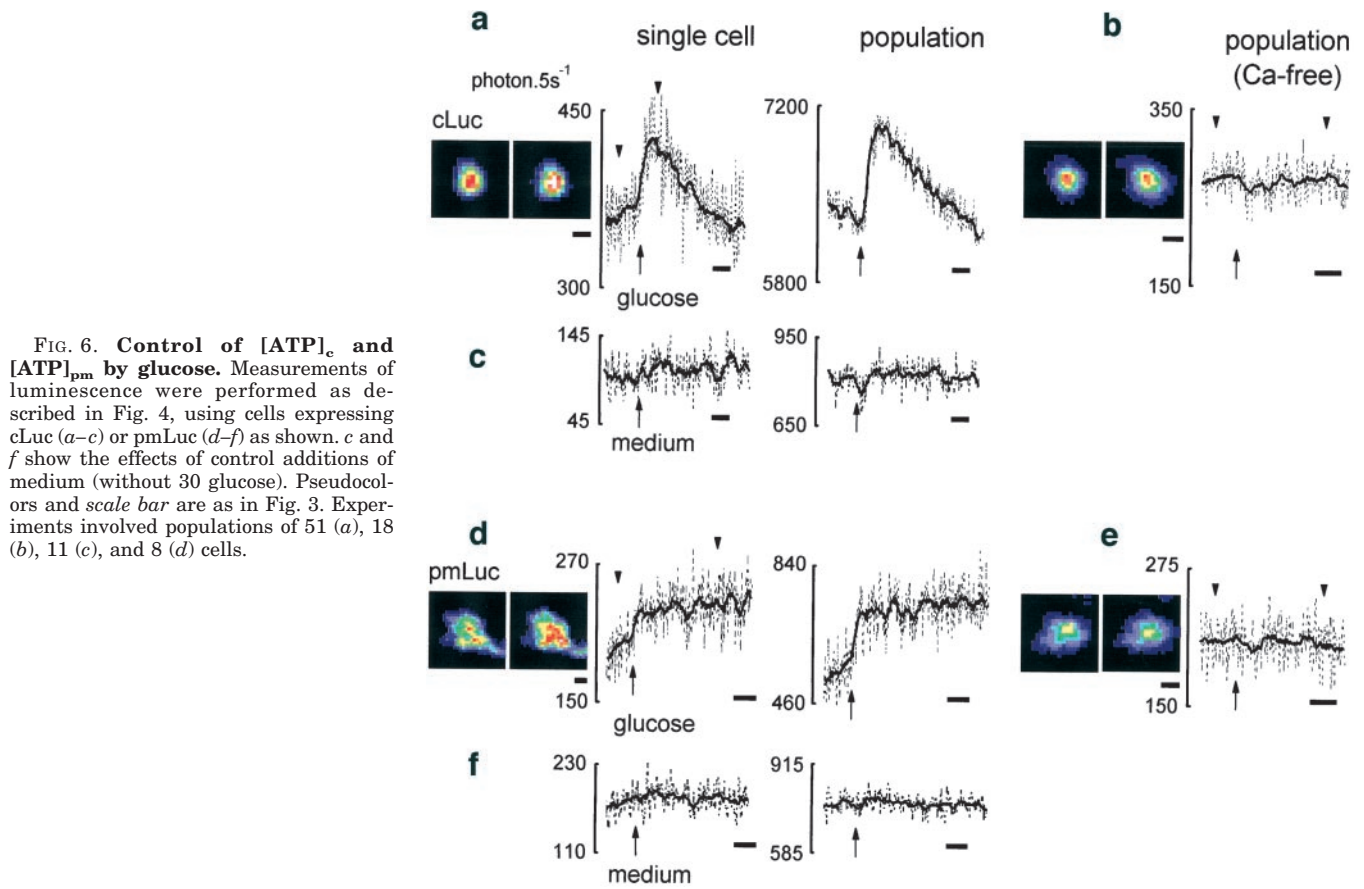 FIG. 6. Control of [ATP]c and
[ATP]pm by glucose. Measurements of
luminescence were performed as de-
scribed in Fig. 4, using cells expressing
cLuc (a–c) or pmLuc (d–f) as shown. c and
f show the effects of control additions of
medium (without 30 glucose). Pseudocol-
ors and scale bar are as in Fig. 3. Exper-
iments involved populations of 51 (a), 18
(b), 11 (c), and 8 (d) cells.
a
single cell
population
photon.5s-1
cLuc
450
300
glucose
7200
5800
b
population
(Ca-free)
350
150
c
145
45
medium
950
650
d
pmLuc
270
150
glucose
840
460
e
275
150
f
230
110
medium
915
585